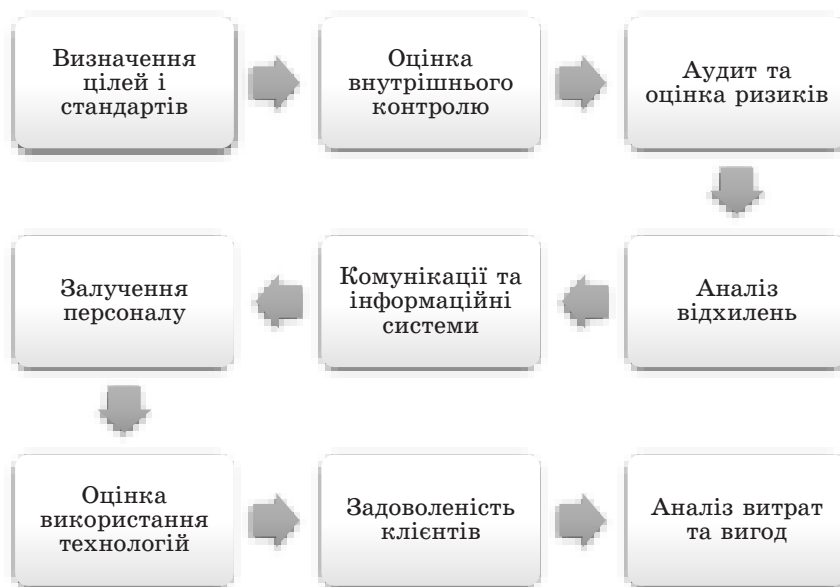 Визначення
цілей і
стандартів
Оцінка
внутрішнього
контролю
Аудит та
оцінка ризиків
Аналіз
відхилень
Комунікації та
інформаційні
системи
Залучення
персоналу
Оцінка
використання
технологій
Задоволеність
клієнтів
Аналіз витрат
та вигод